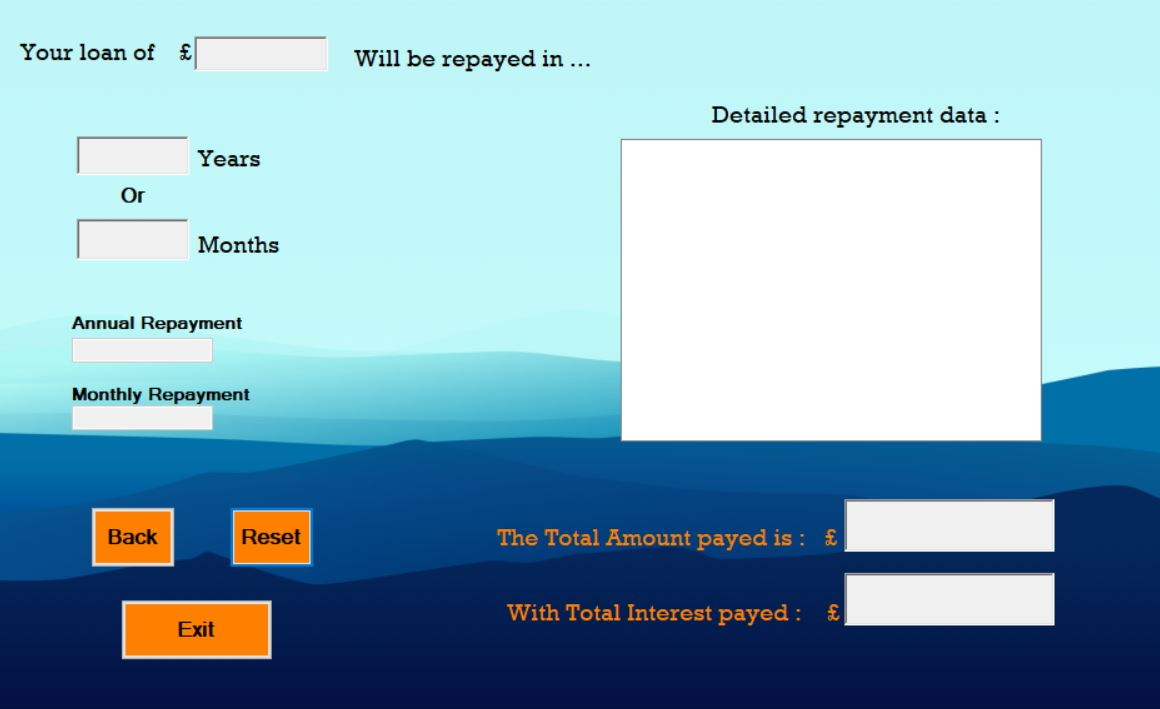 Your loan of £
Will be repayed in ...
Detailed repayment data :
Years
Or
Months
Annual Repayment
Monthly Repayment
Back
Reset
Exit
The Total Amount payed is : £
With Total Interest payed : £